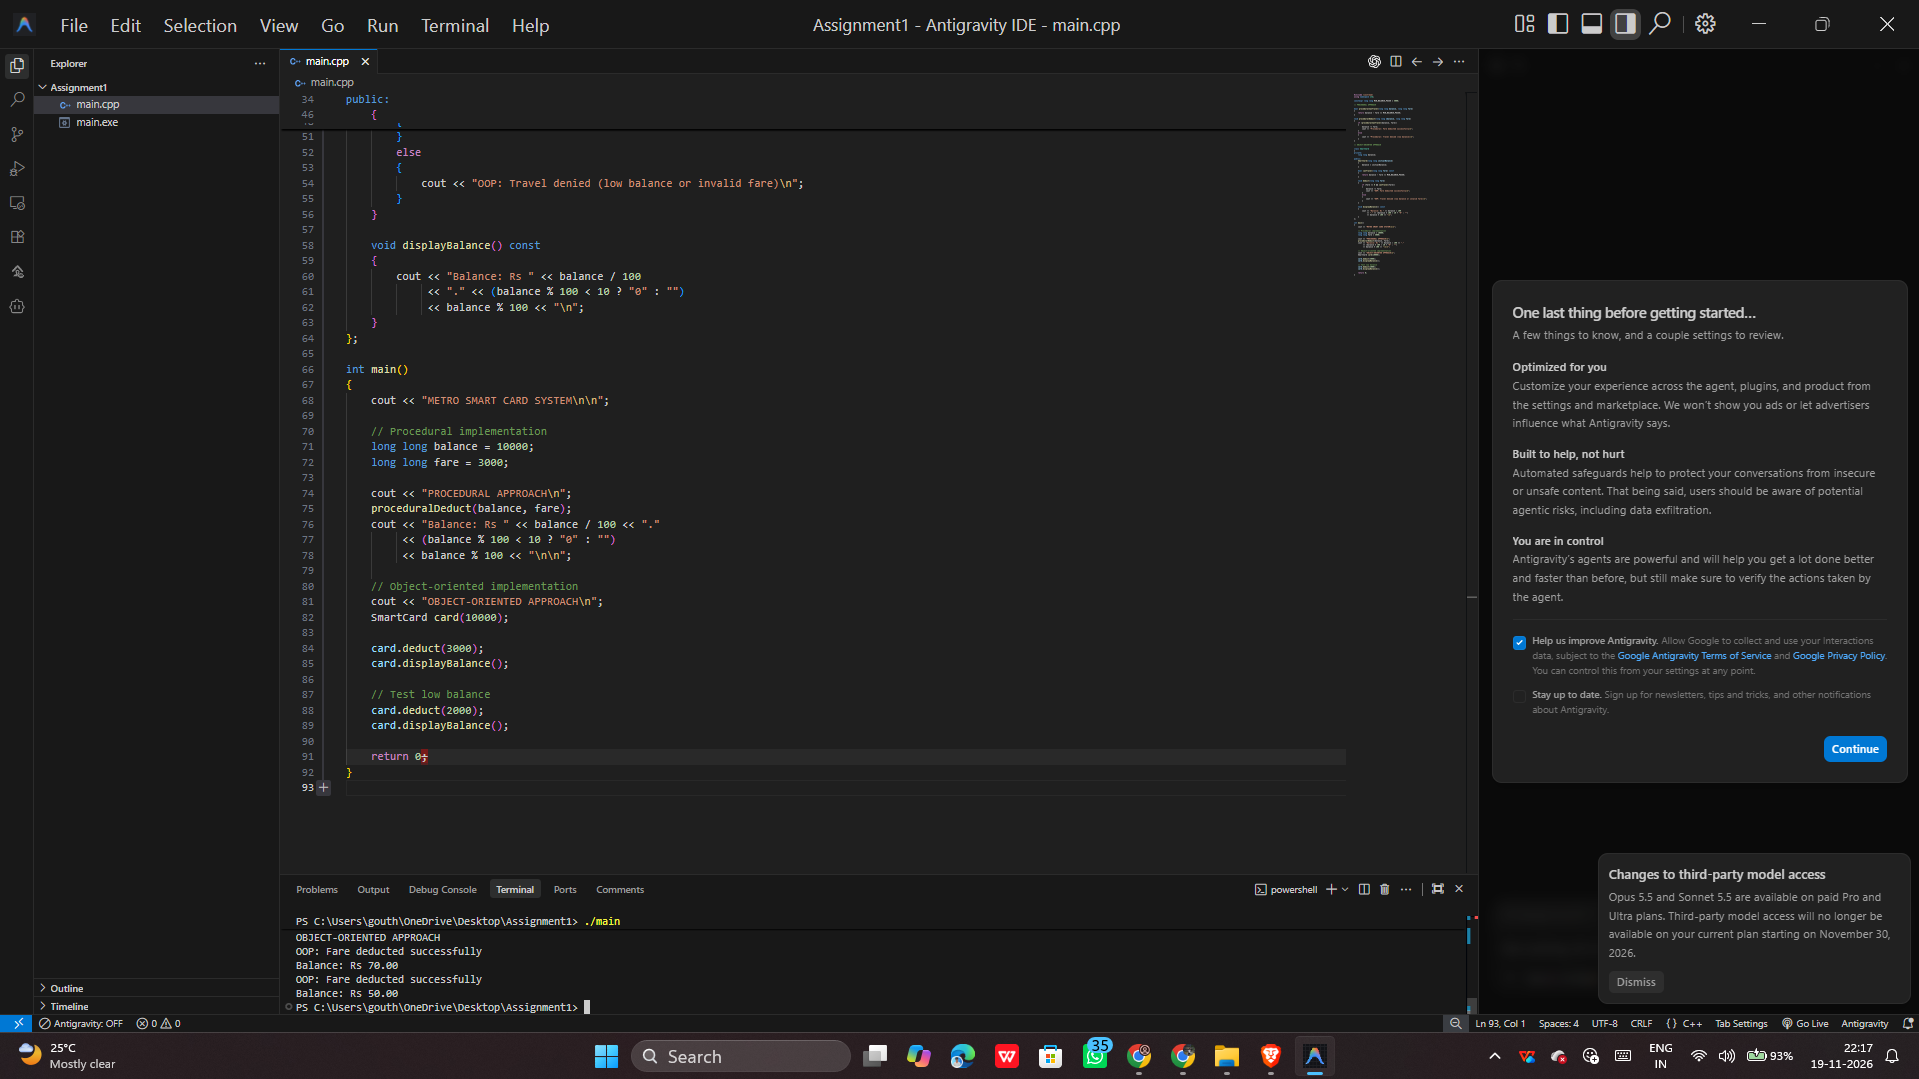 File Edit Selection View Go Run Terminal Help
Assignment1 - Antigravity IDE - main.cpp
Explorer
Assignment1
main.cpp
main.exe
Outline
Timeline
main.cpp
main.cpp
34 public:
46 {
51 }
52 else
53 {
54 cout << "OOP: Travel denied (low balance or invalid fare)\n";
55 }
56 }
57
58 void displayBalance() const
59 {
60 cout << "Balance: Rs " << balance / 100
61 << "." << (balance % 100 < 10 ? "0" : "")
62 << balance % 100 << "\n";
63 }
64 };
65
66 int main()
67 {
68 cout << "METRO SMART CARD SYSTEM\n\n";
69
70 // Procedural implementation
71 long long balance = 10000;
72 long long fare = 3000;
73
74 cout << "PROCEDURAL APPROACH\n";
75 proceduralDeduct(balance, fare);
76 cout << "Balance: Rs " << balance / 100 << "."
77 << (balance % 100 < 10 ? "0" : "")
78 << balance % 100 << "\n\n";
79
80 // Object-oriented implementation
81 cout << "OBJECT-ORIENTED APPROACH\n";
82 SmartCard card(10000);
83
84 card.deduct(3000);
85 card.displayBalance();
86
87 // Test low balance
88 card.deduct(2000);
89 card.displayBalance();
90
91 return 0;
92 }
93
Problems Output Debug Console Terminal Ports Comments
powershell
PS C:\Users\gouth\OneDrive\Desktop\Assignment1> ./main
OBJECT-ORIENTED APPROACH
OOP: Fare deducted successfully
Balance: Rs 70.00
OOP: Fare deducted successfully
Balance: Rs 50.00
PS C:\Users\gouth\OneDrive\Desktop\Assignment1>
One last thing before getting started...
A few things to know, and a couple settings to review.
Optimized for you
Customize your experience across the agent, plugins, and product from
the settings and marketplace. We won't show you ads or let advertisers
influence what Antigravity says.
Built to help, not hurt
Automated safeguards help to protect your conversations from insecure
or unsafe content. That being said, users should be aware of potential
agentic risks, including data exfiltration.
You are in control
Antigravity's agents are powerful and will help you get a lot done better
and faster than before, but still make sure to verify the actions taken by
the agent.
Help us improve Antigravity. Allow Google to collect and use your Interactions
data, subject to the Google Antigravity Terms of Service and Google Privacy Policy.
You can control this from your settings at any point.
Stay up to date. Sign up for newsletters, tips and tricks, and other notifications
about Antigravity.
Continue
Changes to third-party model access
Opus 5.5 and Sonnet 5.5 are available on paid Pro and
Ultra plans. Third-party model access will no longer be
available on your current plan starting on November 30,
2026.
Dismiss
Antigravity: OFF 0 0
Ln 93, Col 1 Spaces: 4 UTF-8 CRLF {} C++ Tab Settings Go Live Antigravity
25°C
Mostly clear
Search
35
ENG
IN
93%
22:17
19-11-2026